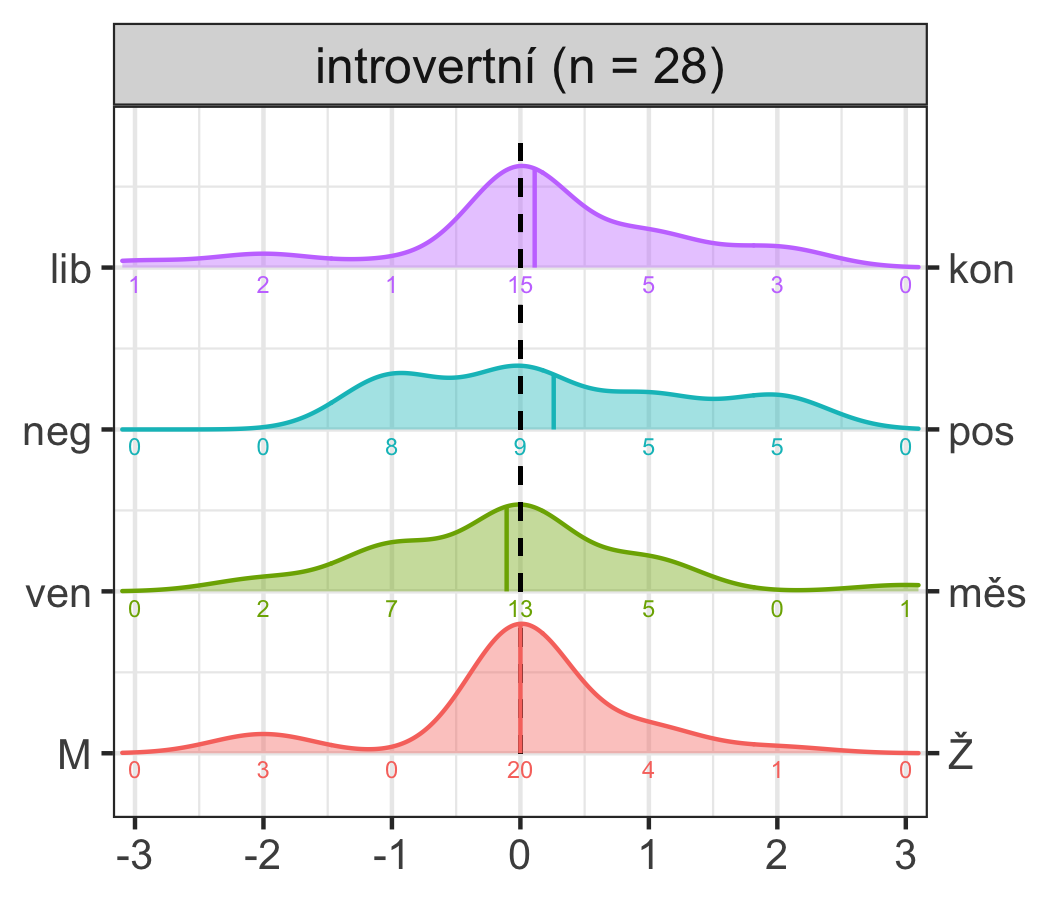 introvertní (n = 28)
lib kon
1 2 1 15 5 3 0
neg pos
0 0 8 9 5 5 0
ven měs
0 2 7 13 5 0 1
M Ž
0 3 0 20 4 1 0
-3 -2 -1 0 1 2 3